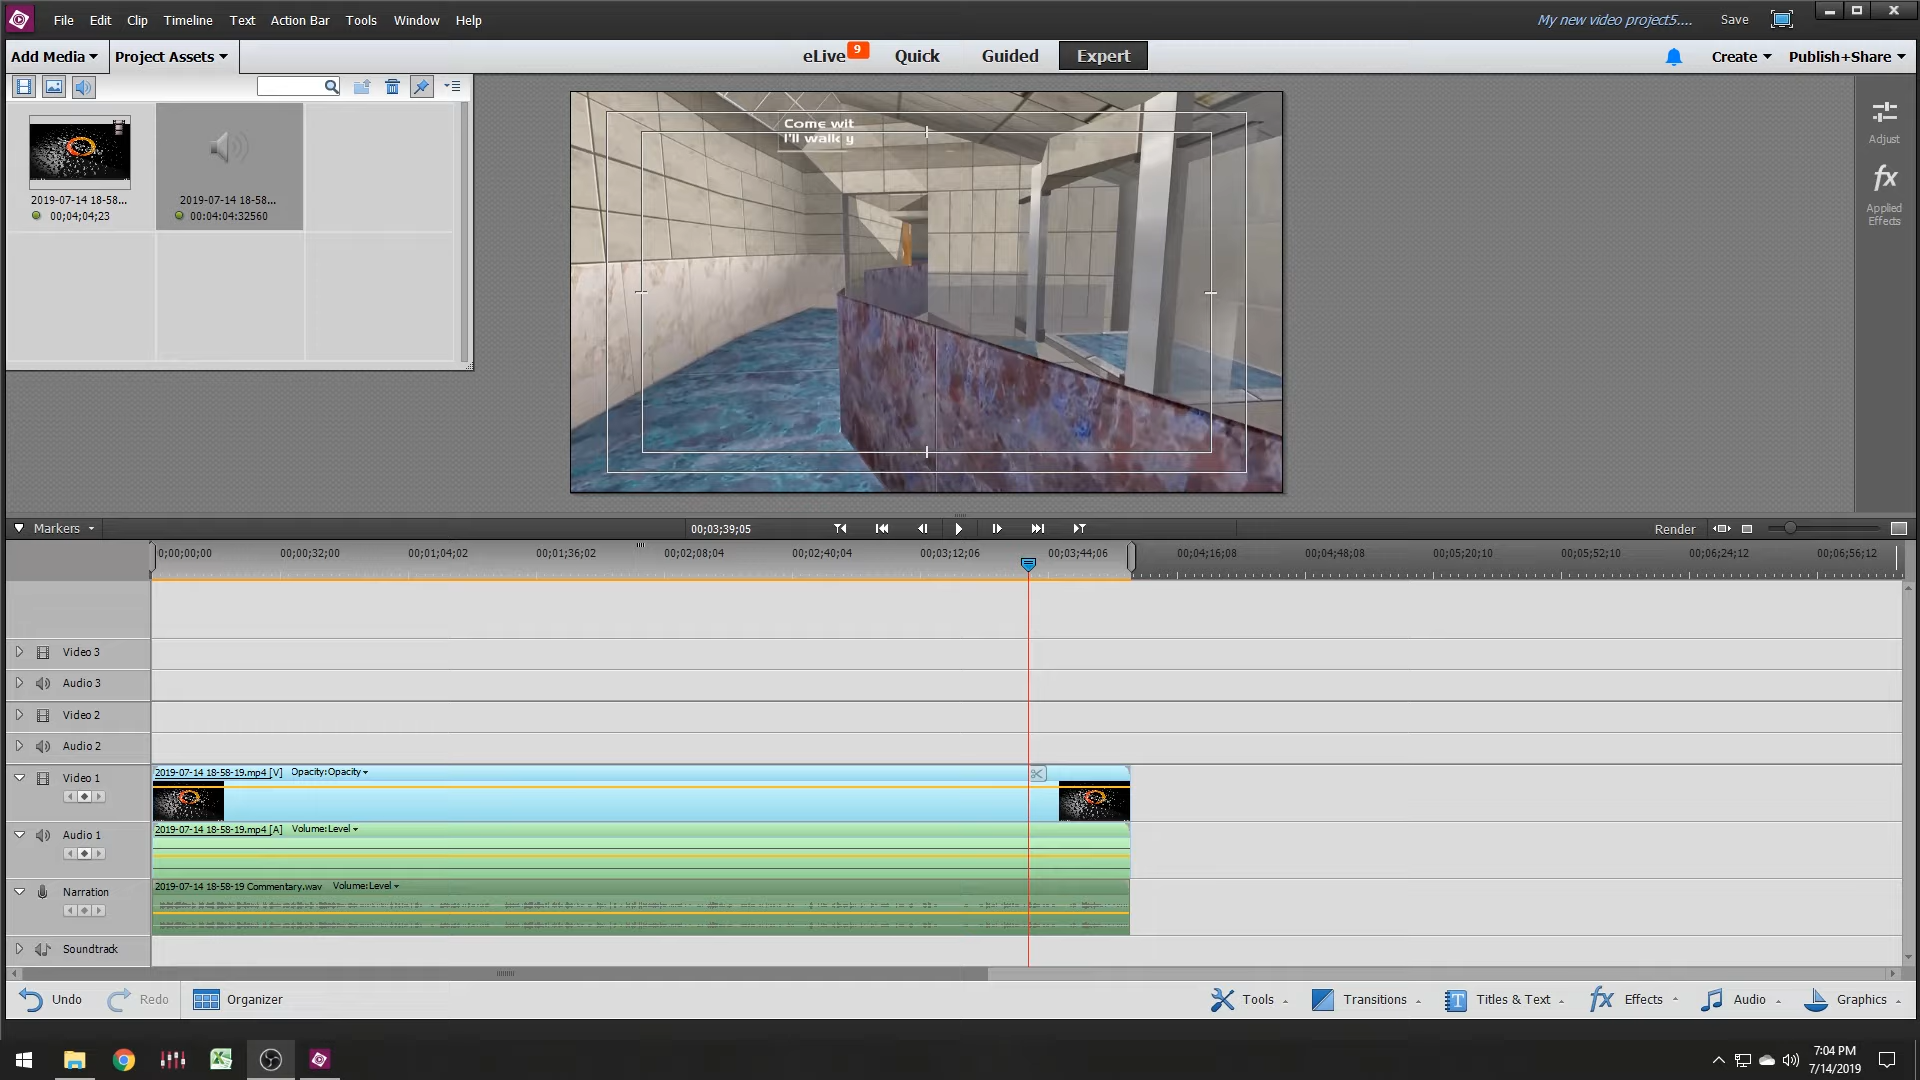 File Edit Clip Timeline Text Action Bar Tools Window Help
My new video project5.... Save
Add Media Project Assets
eLive 9 Quick Guided Expert
Create Publish+Share
Come wit
I'll walk y
Adjust
fx
Applied
Effects
2019-07-14 18-58... 2019-07-14 18-58...
00;04;04;23 00:04:04:32560
Markers 00;03;39;05 Render
0;00;00;00 00;00;32;00 00;01;04;02 00;01;36;02 00;02;08;04 00;02;40;04 00;03;12;06 00;03;44;06 00;04;16;08 00;04;48;08 00;05;20;10 00;05;52;10 00;06;24;12 00;06;56;12
Video 3
Audio 3
Video 2
Audio 2
Video 1
2019-07-14 18-58-19.mp4 [V] Opacity:Opacity
Audio 1
2019-07-14 18-58-19.mp4 [A] Volume:Level
Narration
2019-07-14 18-58-19 Commentary.wav Volume:Level
Soundtrack
Undo Redo Organizer Tools Transitions T Titles & Text fx Effects Audio Graphics
7:04 PM
7/14/2019